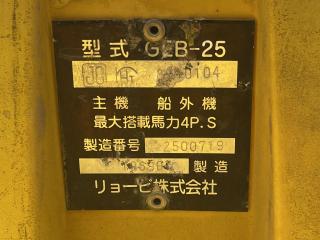 型式 GEB-25
0104
主機 船外機
最大搭載馬力4P.S
製造番号 2500719
製造
リョービ株式会社